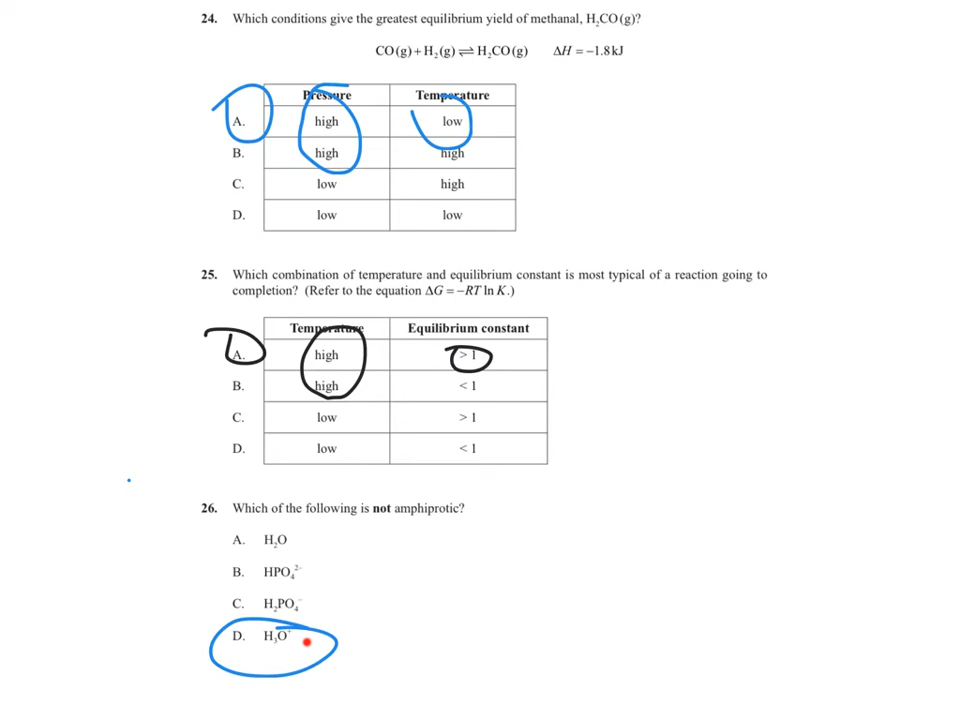 24. Which conditions give the greatest equilibrium yield of methanal, H₂CO(g)?
CO(g)+H₂(g)⇌H₂CO(g) ΔH = −1.8 kJ
Pressure Temperature
A. high low
B. high high
C. low high
D. low low
25. Which combination of temperature and equilibrium constant is most typical of a reaction going to
completion? (Refer to the equation ΔG = −RT ln K.)
Temperature Equilibrium constant
A. high > 1
B. high < 1
C. low > 1
D. low < 1
26. Which of the following is not amphiprotic?
A. H₂O
B. HPO₄²⁻
C. H₂PO₄⁻
D. H₃O⁺